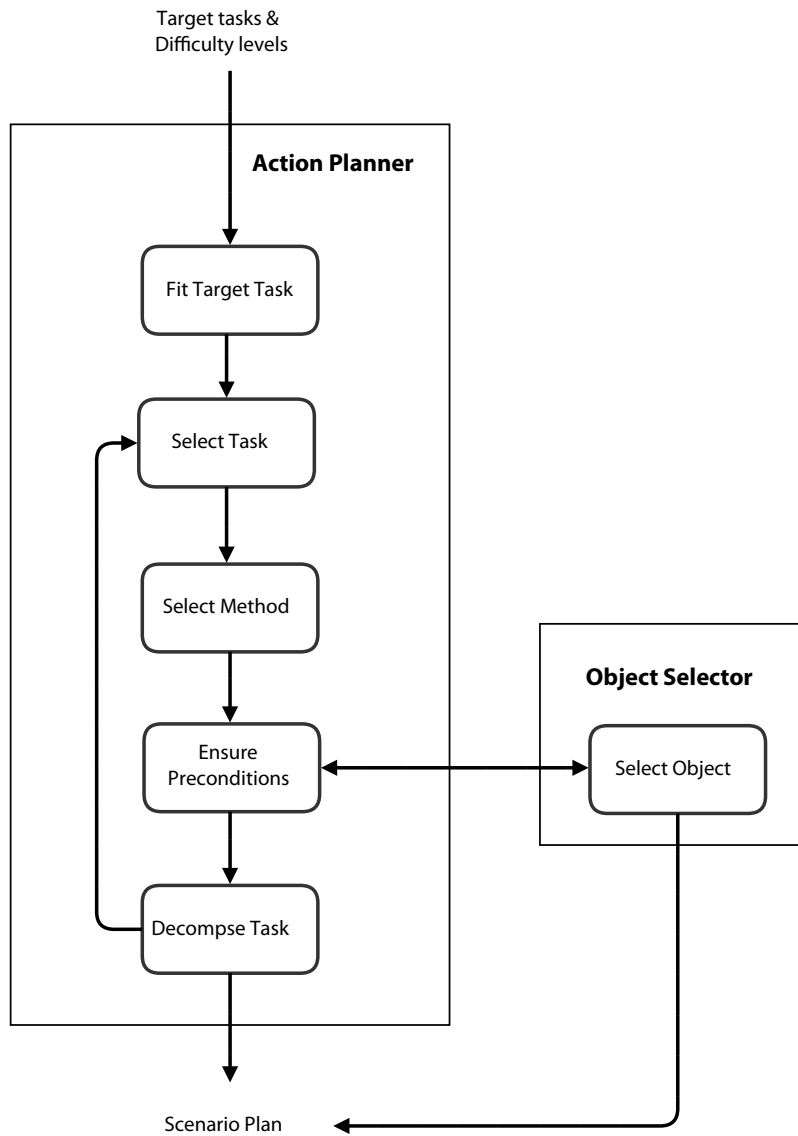 Target tasks &
Difficulty levels
Action Planner
Fit Target Task
Select Task
Select Method
Object Selector
Ensure
Preconditions
Select Object
Decompse Task
Scenario Plan